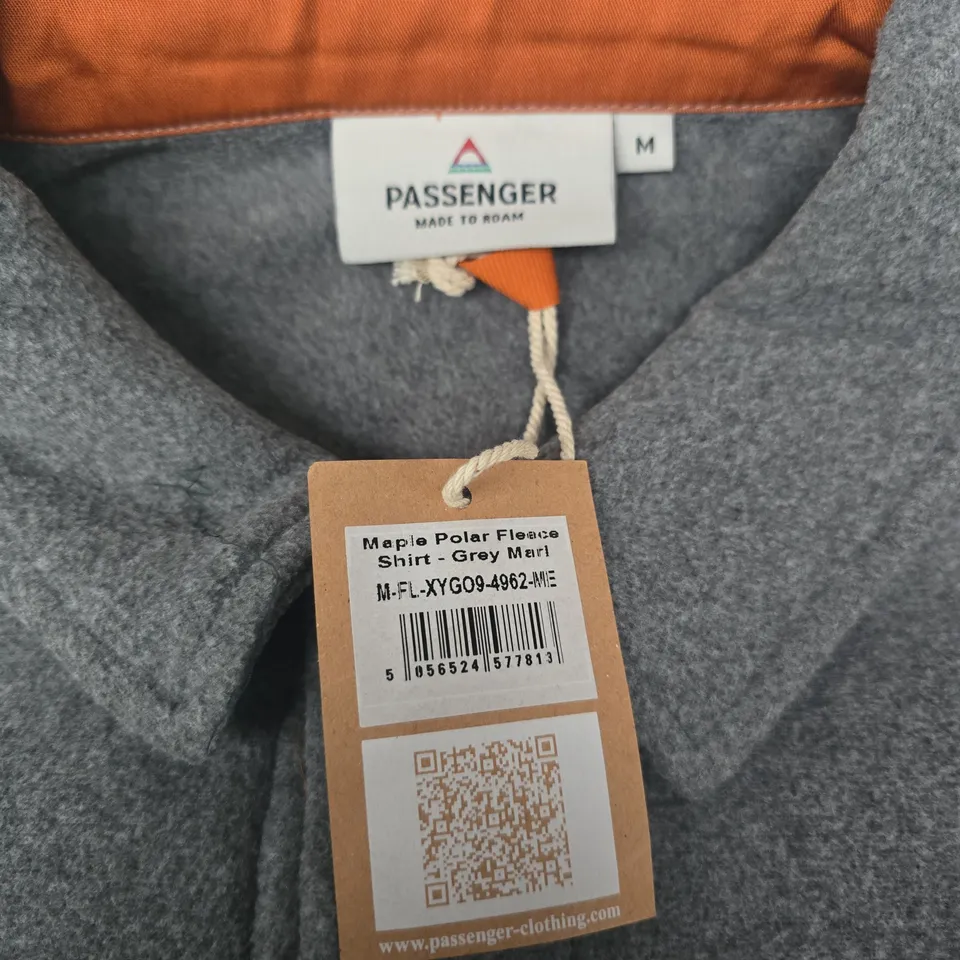 PASSENGER
MADE TO ROAM
M
Maple Polar Fleece
Shirt - Grey Marl
M-FL-XYGO9-4962-ME
5 056524 577813
www.passenger-clothing.com